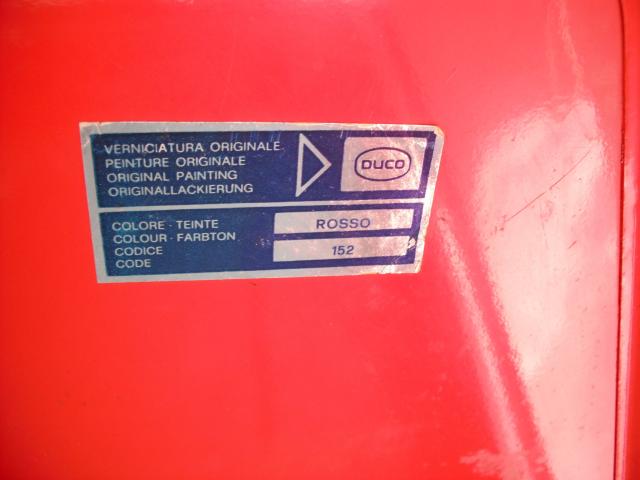 VERNICIATURA ORIGINALE
PEINTURE ORIGINALE
ORIGINAL PAINTING
ORIGINALLACKIERUNG
DUCO
COLORE - TEINTE
COLOUR - FARBTON
CODICE
CODE
ROSSO
152